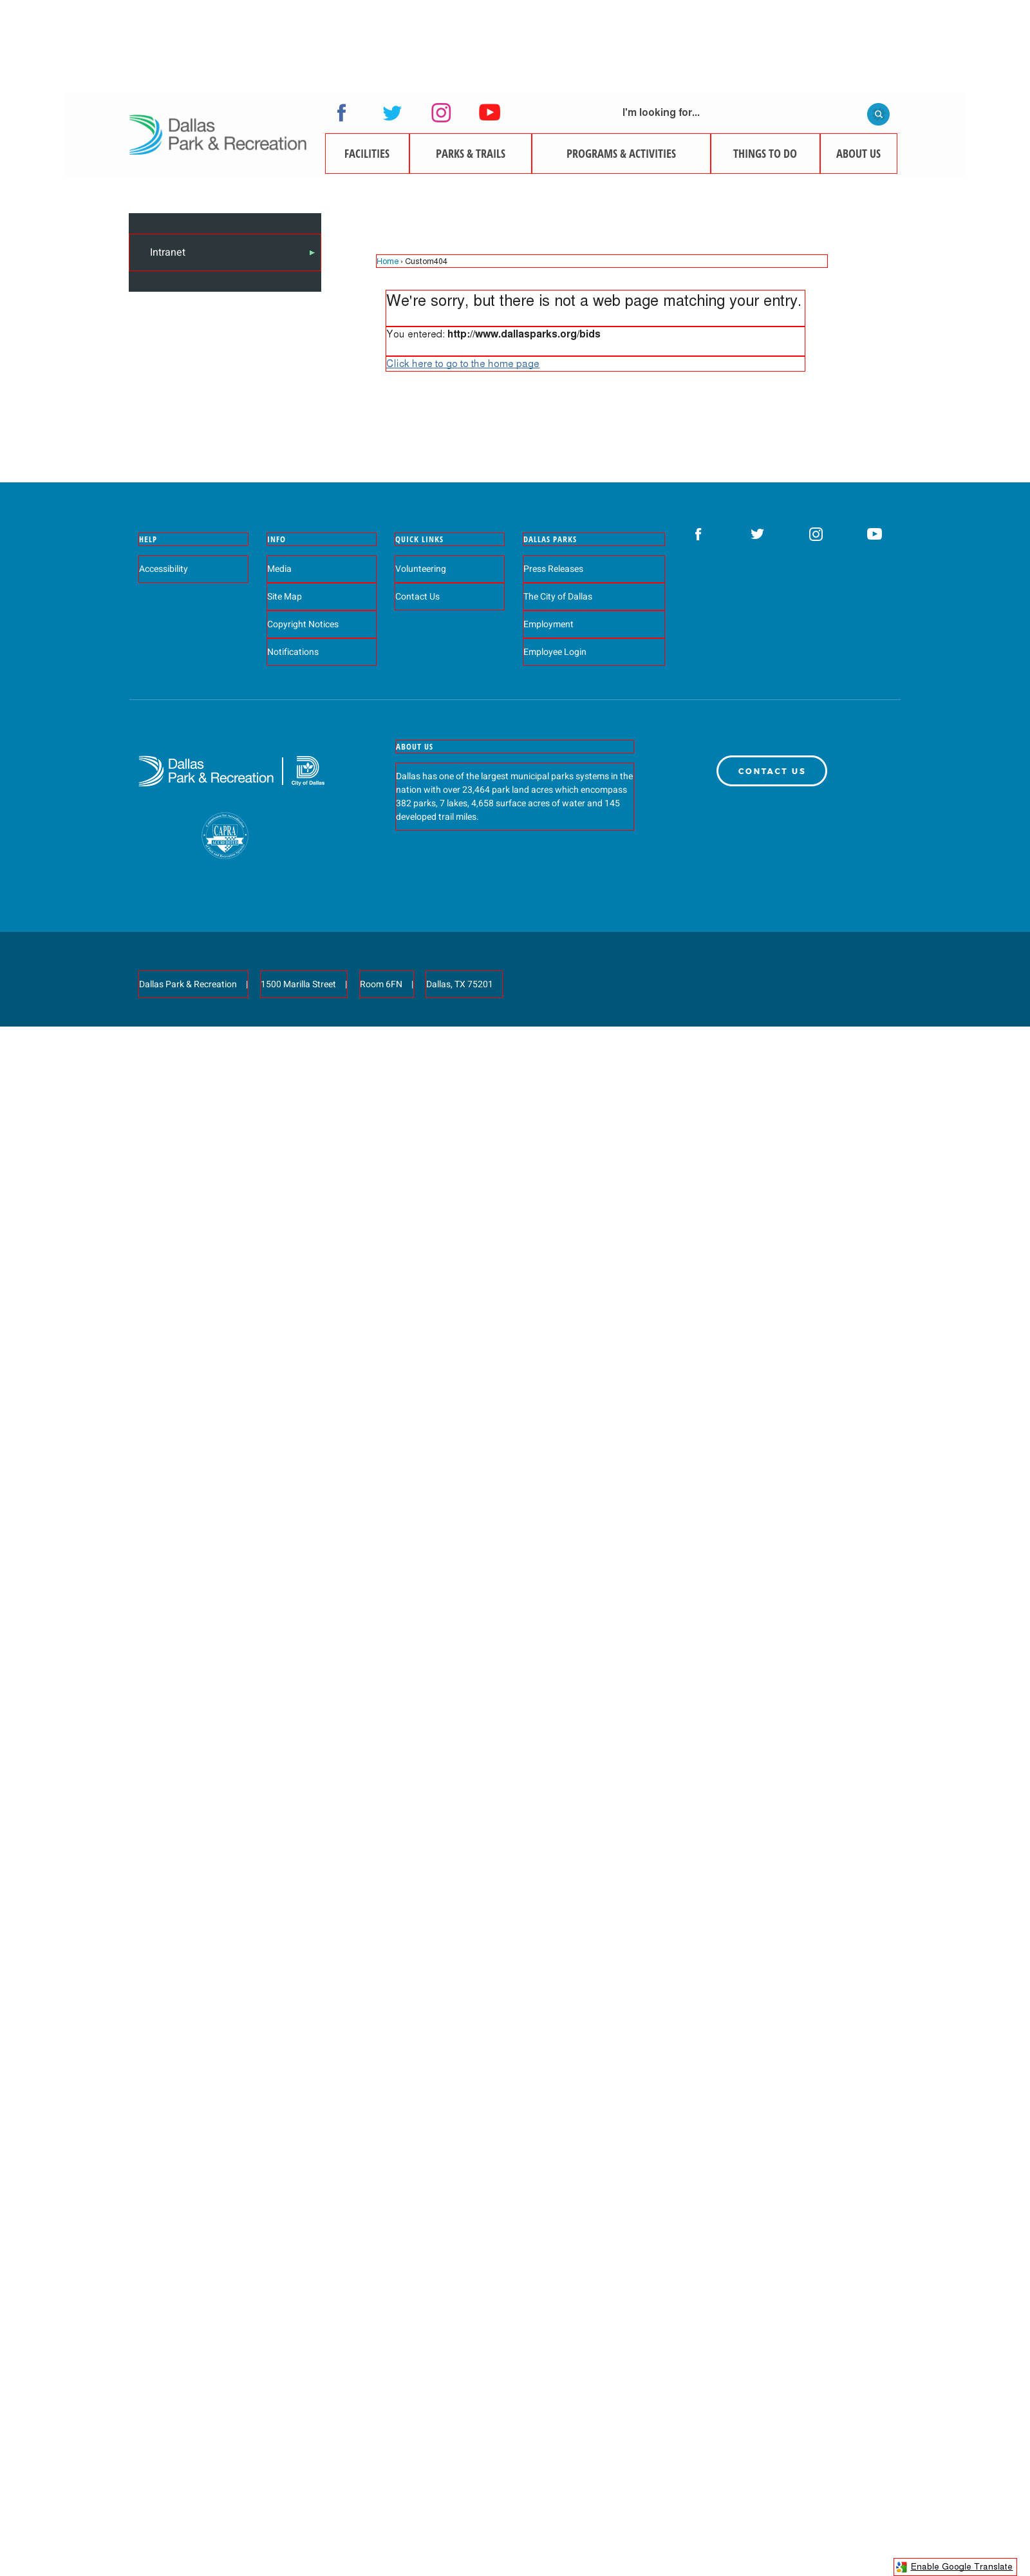 Dallas
Park & Recreation
I'm looking for...
FACILITIES
PARKS & TRAILS
PROGRAMS & ACTIVITIES
THINGS TO DO
ABOUT US
Intranet
Home › Custom404
We're sorry, but there is not a web page matching your entry.
You entered: http://www.dallasparks.org/bids
Click here to go to the home page
HELP
Accessibility
INFO
Media
Site Map
Copyright Notices
Notifications
QUICK LINKS
Volunteering
Contact Us
DALLAS PARKS
Press Releases
The City of Dallas
Employment
Employee Login
Dallas
Park & Recreation
City of Dallas
CAPRA
ABOUT US
Dallas has one of the largest municipal parks systems in the
nation with over 23,464 park land acres which encompass
382 parks, 7 lakes, 4,658 surface acres of water and 145
developed trail miles.
CONTACT US
Dallas Park & Recreation |
1500 Marilla Street |
Room 6FN |
Dallas, TX 75201
Enable Google Translate